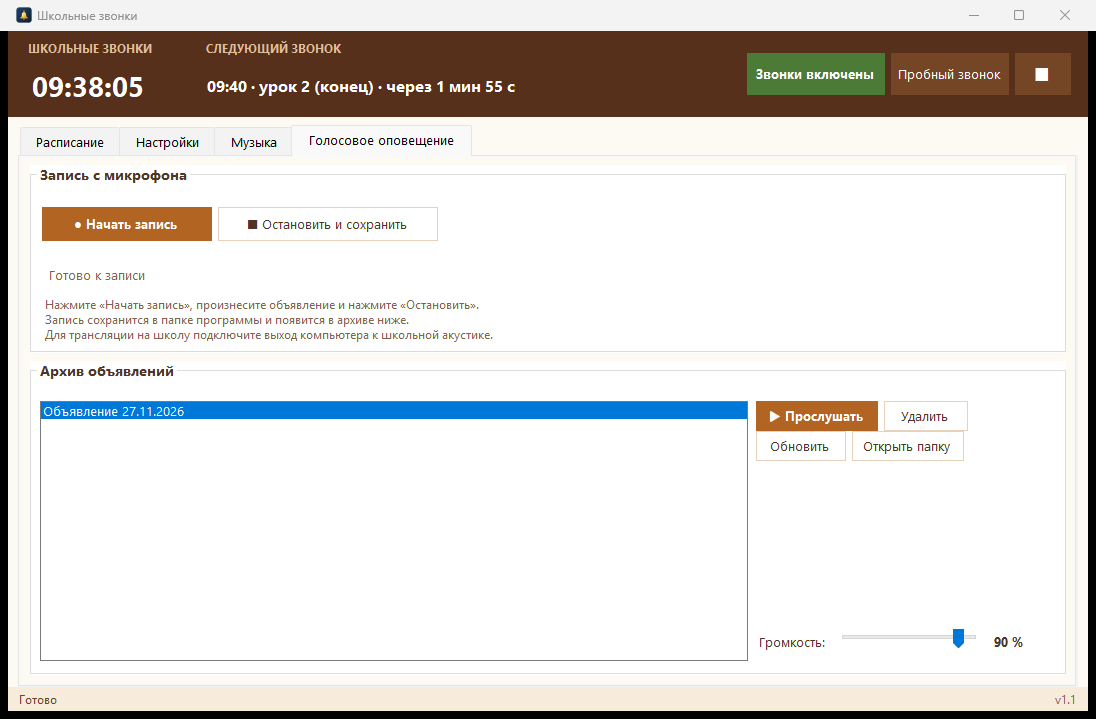 Школьные звонки
ШКОЛЬНЫЕ ЗВОНКИ
09:38:05
СЛЕДУЮЩИЙ ЗВОНОК
09:40 · урок 2 (конец) · через 1 мин 55 с
Звонки включены
Пробный звонок
Расписание
Настройки
Музыка
Голосовое оповещение
Запись с микрофона
● Начать запись
■ Остановить и сохранить
Готово к записи
Нажмите «Начать запись», произнесите объявление и нажмите «Остановить».
Запись сохранится в папке программы и появится в архиве ниже.
Для трансляции на школу подключите выход компьютера к школьной акустике.
Архив объявлений
Объявление 27.11.2026
▶ Прослушать
Удалить
Обновить
Открыть папку
Громкость:
90 %
Готово
v1.1